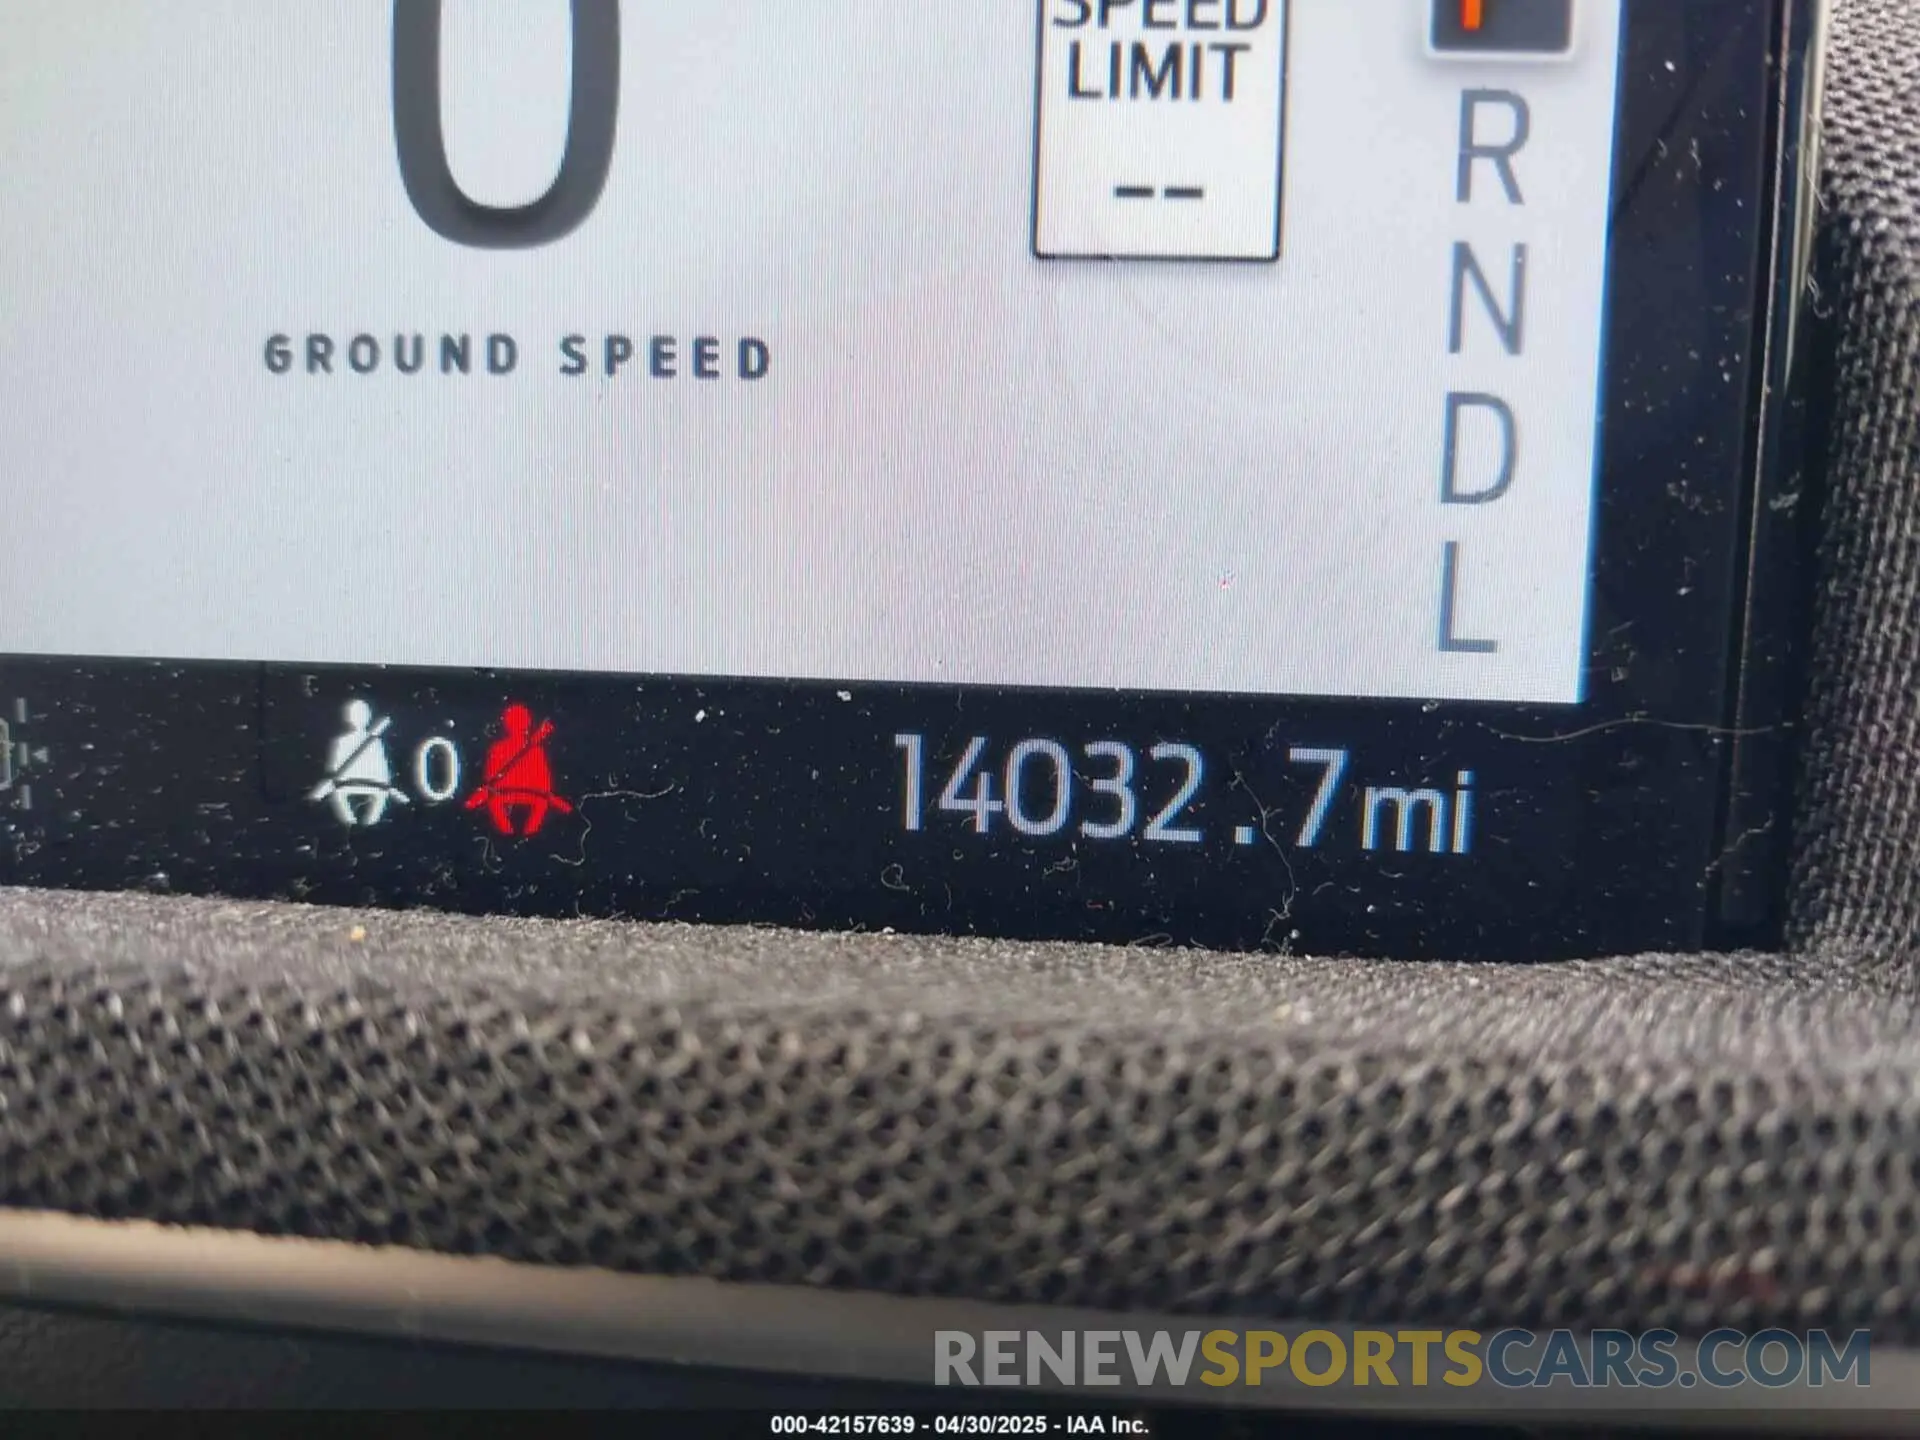 0
SPEED
LIMIT
--
R
N
D
L
GROUND SPEED
0
14032.7mi
RENEWSPORTSCARS.COM
000-42157639 - 04/30/2025 - IAA Inc.